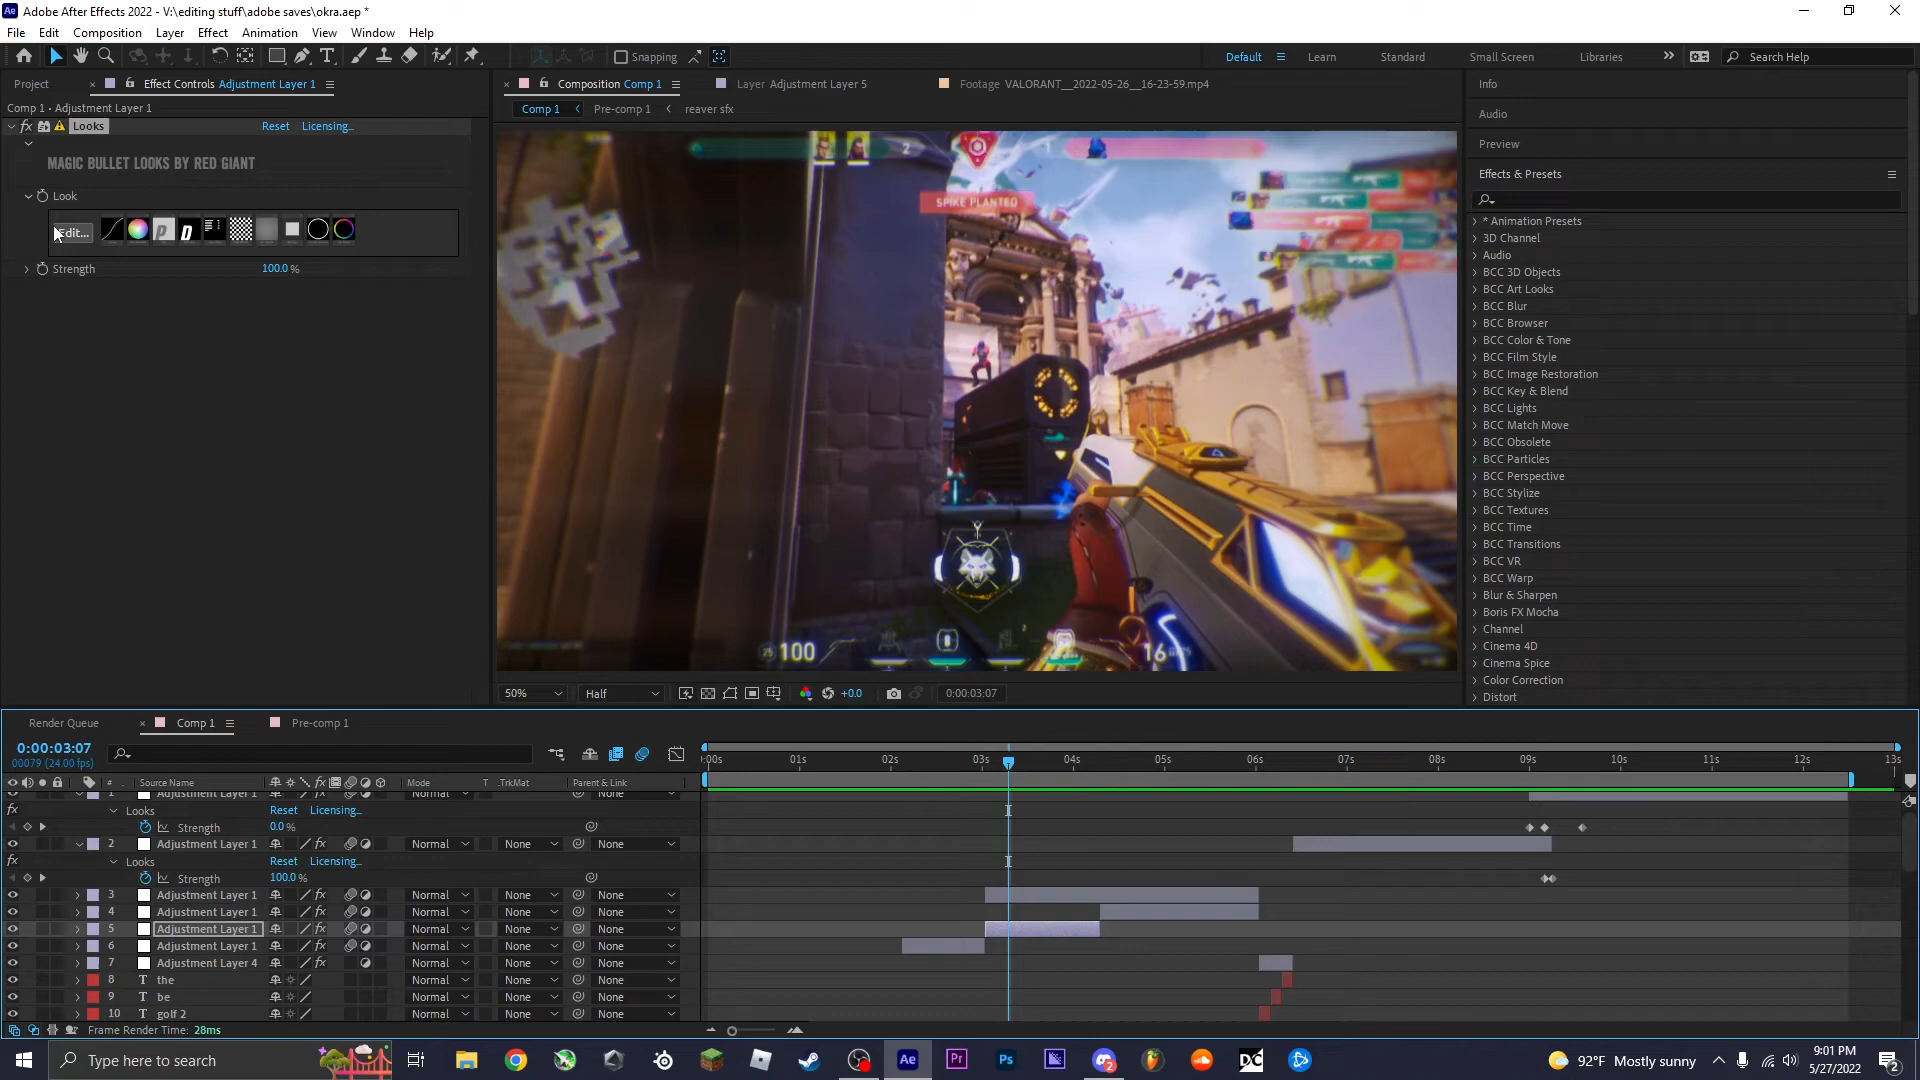 Adobe After Effects 2022 - V:\editing stuff\adobe saves\okra.aep *
File Edit Composition Layer Effect Animation View Window Help
Snapping Default Learn Standard Small Screen Libraries Search Help
Project Effect Controls Adjustment Layer 1 Composition Comp 1 Layer Adjustment Layer 5 Footage VALORANT__2022-05-26__16-23-59.mp4 Info
Comp 1 • Adjustment Layer 1 Comp 1 Pre-comp 1 reaver sfx
Looks Reset Licensing...
MAGIC BULLET LOOKS BY RED GIANT
Look
Edit...
Strength 100.0 %
2
SPIKE PLANTED
100
16
50% Half +0.0 0:00:03:07
Audio
Preview
Effects & Presets
* Animation Presets
3D Channel
Audio
BCC 3D Objects
BCC Art Looks
BCC Blur
BCC Browser
BCC Color & Tone
BCC Film Style
BCC Image Restoration
BCC Key & Blend
BCC Lights
BCC Match Move
BCC Obsolete
BCC Particles
BCC Perspective
BCC Stylize
BCC Textures
BCC Time
BCC Transitions
BCC VR
BCC Warp
Blur & Sharpen
Boris FX Mocha
Channel
Cinema 4D
Cinema Spice
Color Correction
Distort
Render Queue Comp 1 Pre-comp 1
0:00:03:07
00079 (24.00 fps)
:00s 01s 02s 03s 04s 05s 06s 07s 08s 09s 10s 11s 12s 13s
# Source Name Mode T .TrkMat Parent & Link
1 Adjustment Layer 1 Normal None
Looks Reset Licensing...
Strength 0.0 %
2 Adjustment Layer 1 Normal None None
Looks Reset Licensing...
Strength 100.0 %
3 Adjustment Layer 1 Normal None None
4 Adjustment Layer 1 Normal None None
5 Adjustment Layer 1 Normal None None
6 Adjustment Layer 1 Normal None None
7 Adjustment Layer 4 Normal None None
8 T the Normal None None
9 T be Normal None None
10 T golf 2 Normal None None
Frame Render Time: 28ms
Type here to search
Ae Pr Ps DC
92°F Mostly sunny
9:01 PM
5/27/2022
2